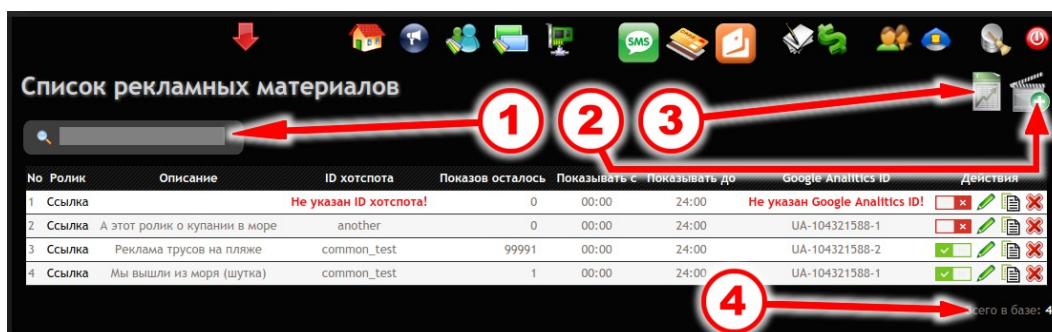 SMS
Список рекламных материалов
1 2 3
No Ролик Описание ID хотспота Показов осталось Показывать с Показывать до Google Analitics ID Действия
1 Ссылка Не указан ID хотспота! 0 00:00 24:00 Не указан Google Analitics ID!
2 Ссылка А этот ролик о купании в море another 0 00:00 24:00 UA-104321588-1
3 Ссылка Реклама трусов на пляже common_test 99991 00:00 24:00 UA-104321588-2
4 Ссылка Мы вышли из моря (шутка) common_test 1 00:00 24:00 UA-104321588-1
4
в базе: 4